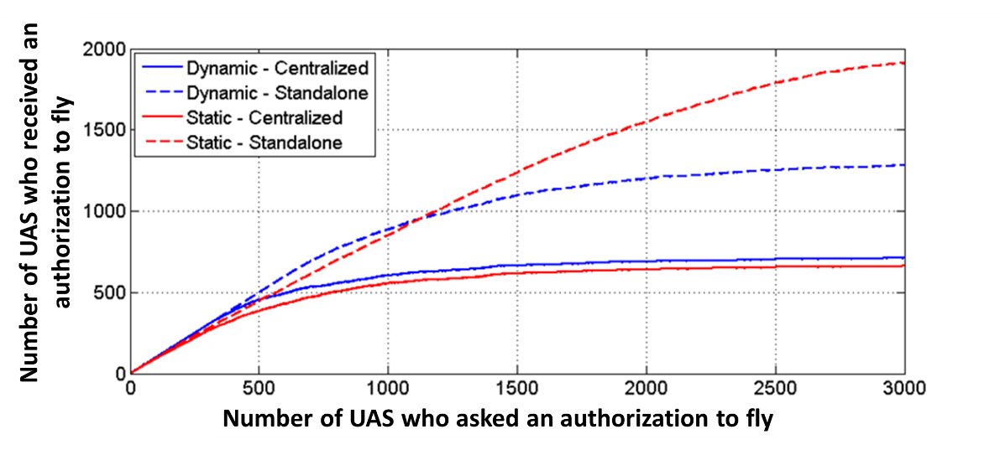 Number of UAS who received an
authorization to fly
2000
1500
1000
500
0
Dynamic - Centralized
Dynamic - Standalone
Static - Centralized
Static - Standalone
0 500 1000 1500 2000 2500 3000
Number of UAS who asked an authorization to fly